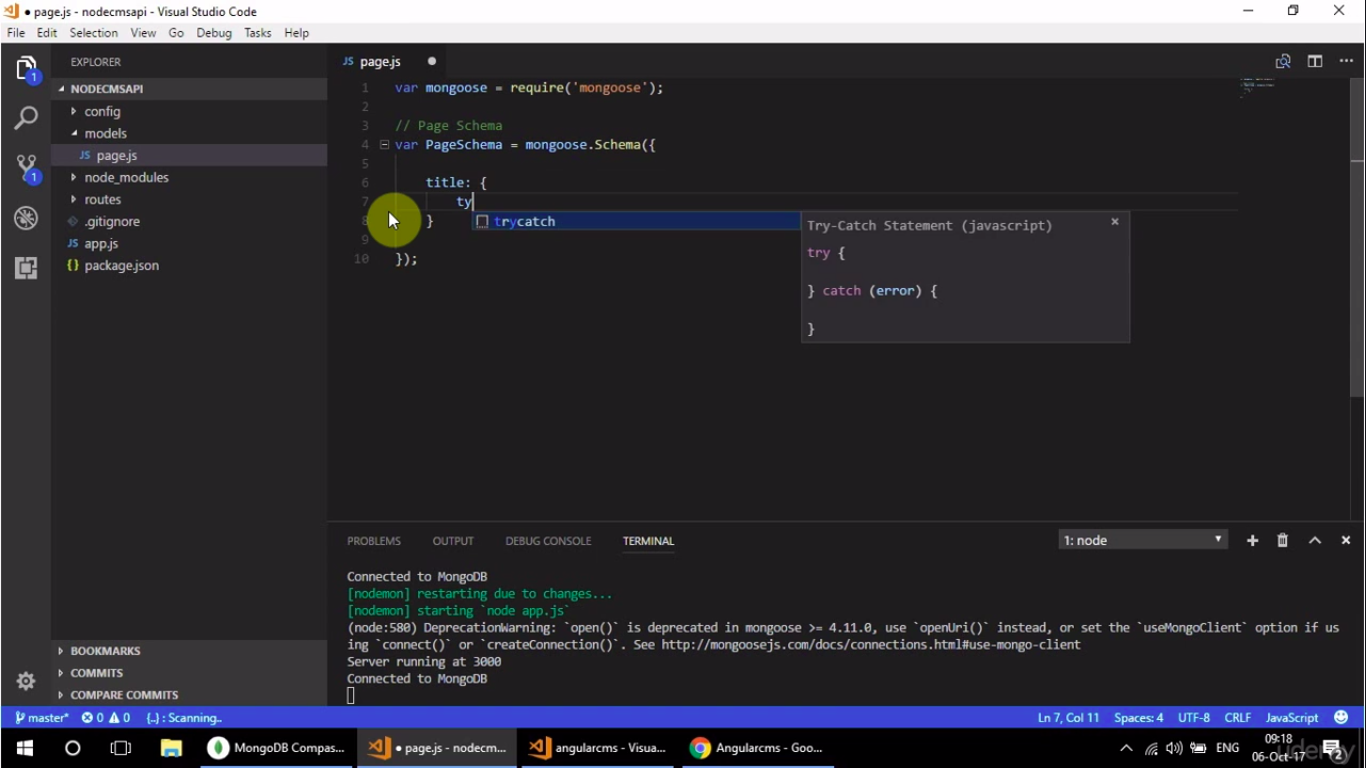 ● page.js - nodecmsapi - Visual Studio Code
File Edit Selection View Go Debug Tasks Help
EXPLORER
NODECMSAPI
config
models
JS page.js
node_modules
routes
.gitignore
JS app.js
{} package.json
BOOKMARKS
COMMITS
COMPARE COMMITS
1
1
JS page.js ●
1 var mongoose = require('mongoose');
2
3 // Page Schema
4 var PageSchema = mongoose.Schema({
5
6 title: {
7 ty
8 }
9
10 });
trycatch
Try-Catch Statement (javascript) ×
try {
} catch (error) {
}
PROBLEMS OUTPUT DEBUG CONSOLE TERMINAL
1: node
Connected to MongoDB
[nodemon] restarting due to changes...
[nodemon] starting `node app.js`
(node:580) DeprecationWarning: `open()` is deprecated in mongoose >= 4.11.0, use `openUri()` instead, or set the `useMongoClient` option if us
ing `connect()` or `createConnection()`. See http://mongoosejs.com/docs/connections.html#use-mongo-client
Server running at 3000
Connected to MongoDB
master* 0 0 {..} : Scanning..
Ln 7, Col 11 Spaces: 4 UTF-8 CRLF JavaScript
MongoDB Compas...
● page.js - nodecm...
angularcms - Visua...
Angularcms - Goo...
ENG
09:18
06-Oct-17
2
udemy